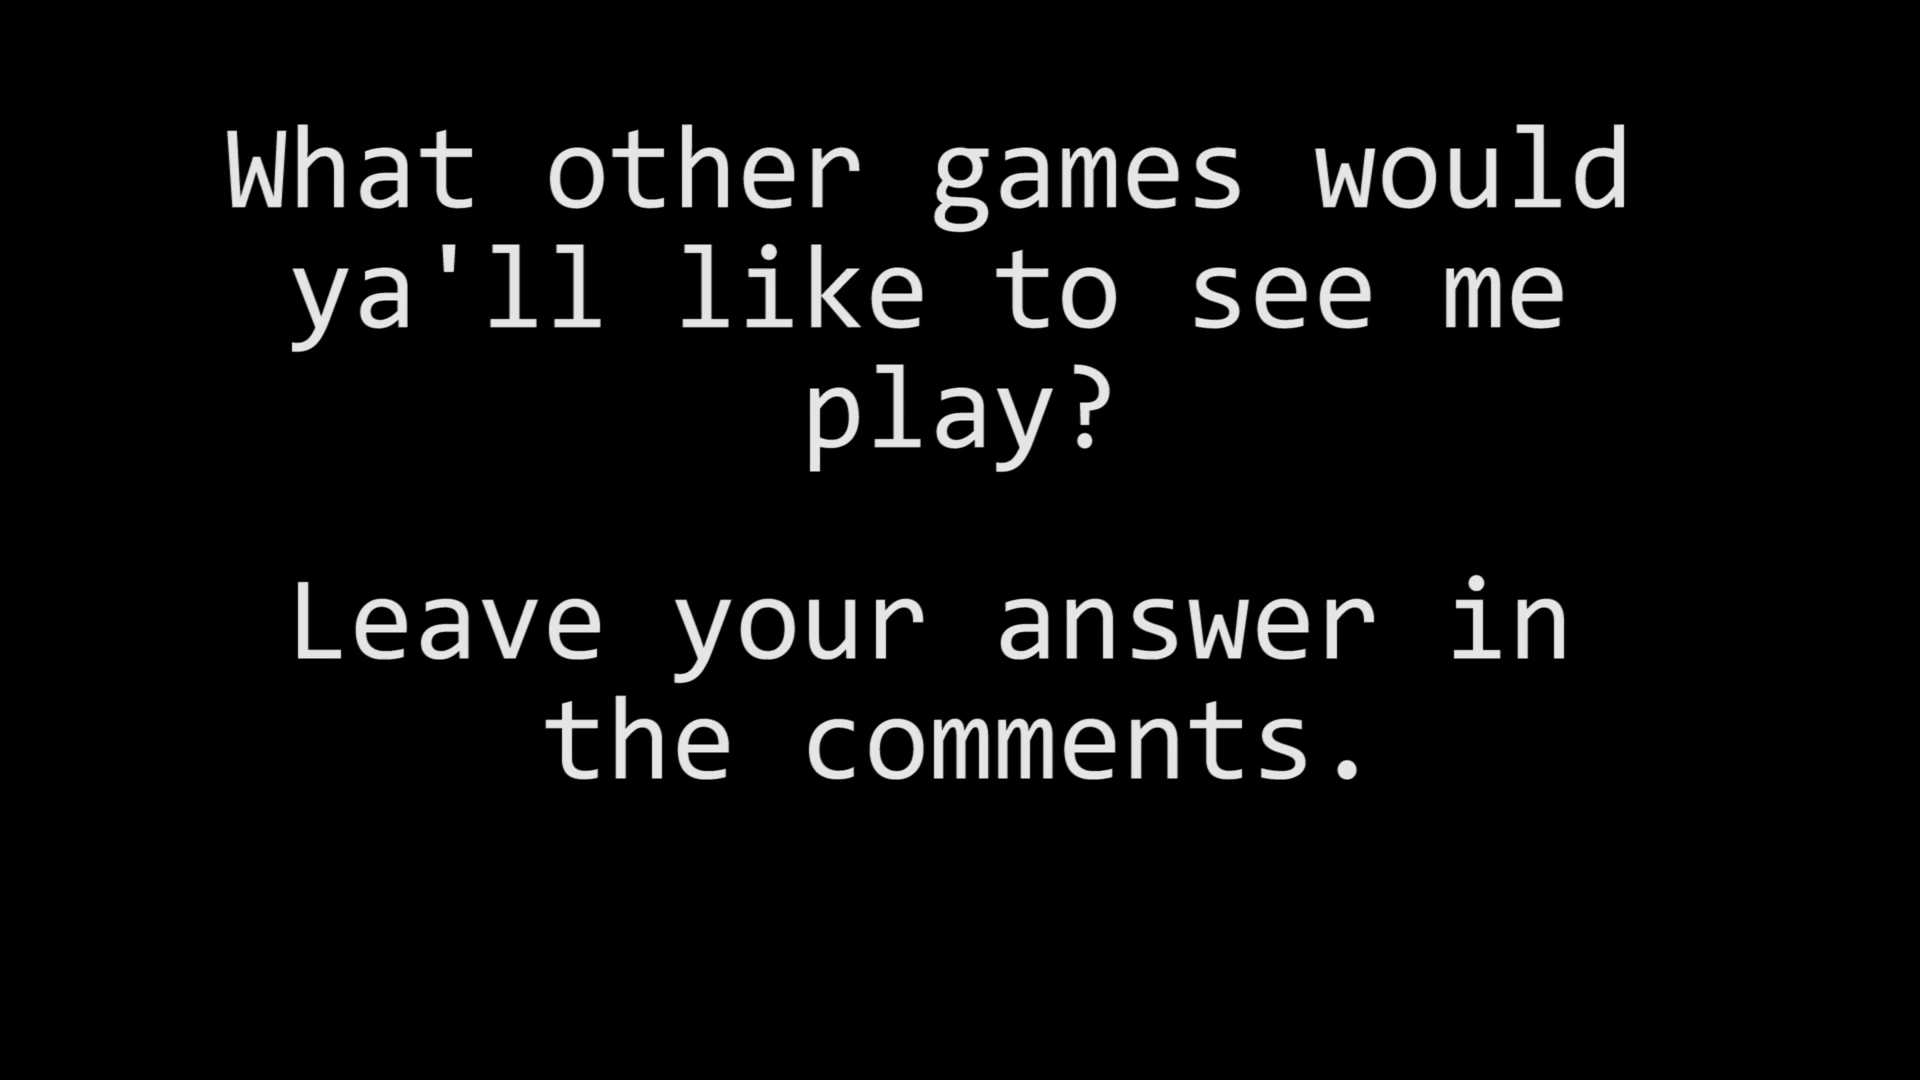 What other games would
ya'll like to see me
play?
Leave your answer in
the comments.